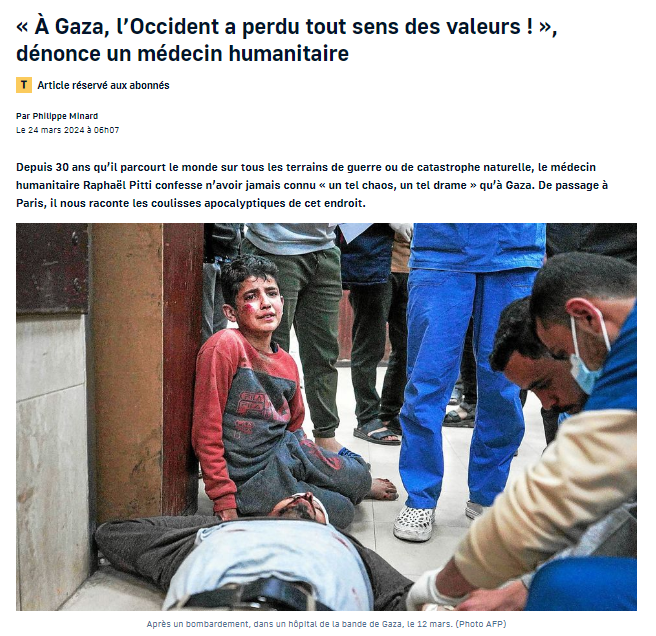 « À Gaza, l’Occident a perdu tout sens des valeurs ! »,
dénonce un médecin humanitaire
T Article réservé aux abonnés
Par Philippe Minard
Le 24 mars 2024 à 06h07
Depuis 30 ans qu’il parcourt le monde sur tous les terrains de guerre ou de catastrophe naturelle, le médecin
humanitaire Raphaël Pitti confesse n’avoir jamais connu « un tel chaos, un tel drame » qu’à Gaza. De passage à
Paris, il nous raconte les coulisses apocalyptiques de cet endroit.
Après un bombardement, dans un hôpital de la bande de Gaza, le 12 mars. (Photo AFP)